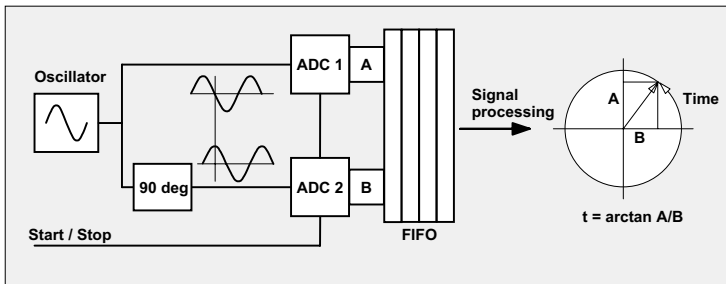 Oscillator
ADC 1
A
90 deg
ADC 2
B
Start / Stop
FIFO
Signal
processing
A
Time
B
t = arctan A/B